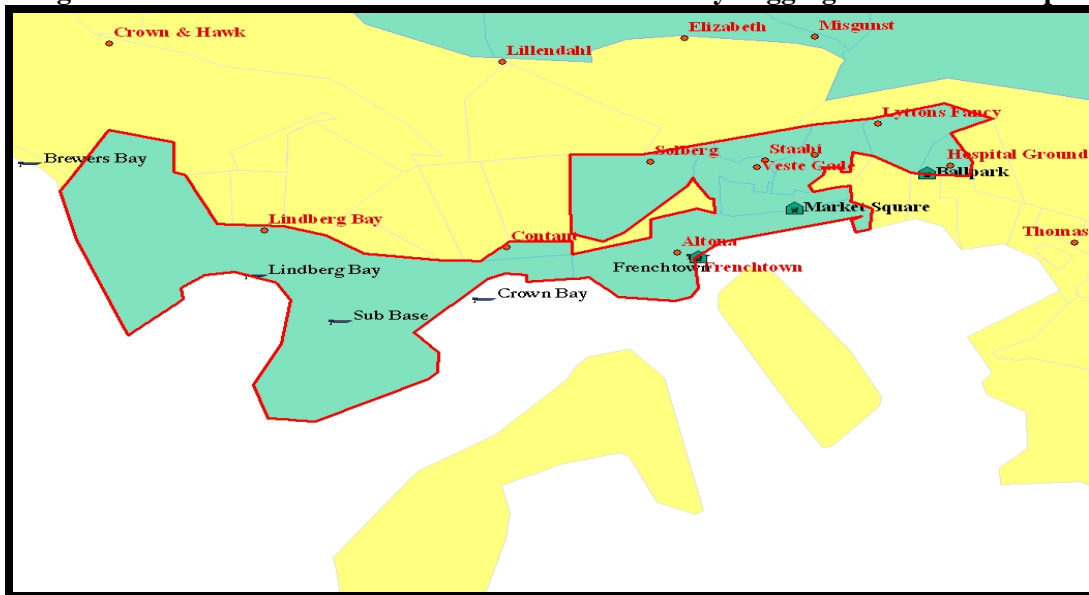 Crown & Hawk
Lillendahl
Elizabeth
Misgunst
Lyttons Fancy
Brewers Bay
Solberg
Staabi
Veste Gade
Hospital Ground
Ballpark
Market Square
Lindberg Bay
Contant
Altona
Thomas
Frenchtown
Frenchtown
Lindberg Bay
Crown Bay
Sub Base